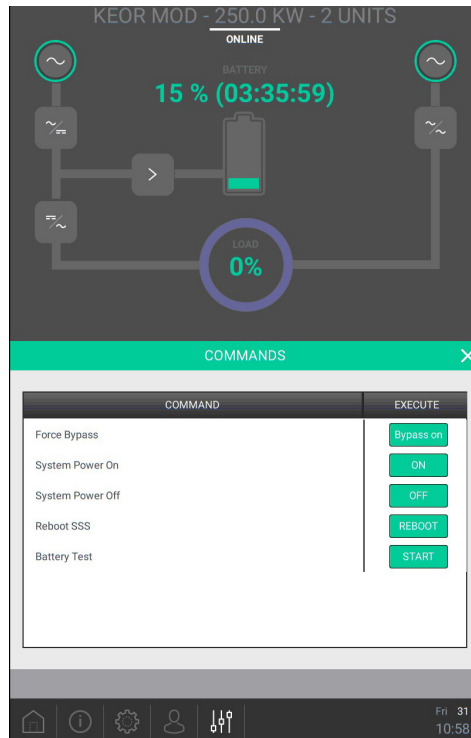 KEOR MOD - 250.0 KW - 2 UNITS
ONLINE
BATTERY
15 % (03:35:59)
LOAD
0%
COMMANDS
COMMAND EXECUTE
Force Bypass Bypass on
System Power On ON
System Power Off OFF
Reboot SSS REBOOT
Battery Test START
Fri 31
10:58